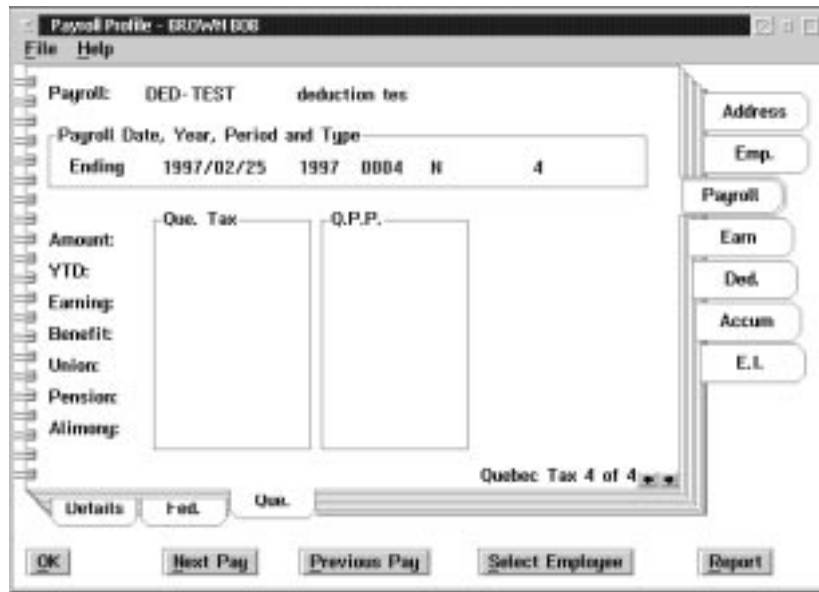 Payroll Profile - BROWN BOB
File Help
Payroll: DED-TEST deduction tes
Address
Payroll Date, Year, Period and Type
Emp.
Ending 1997/02/25 1997 0004 N 4
Payroll
Que. Tax Q.P.P.
Amount:
Earn
YTD:
Ded.
Earning:
Accum
Benefit:
Union:
E.I.
Pension:
Alimony:
Quebec Tax 4 of 4
Details Fed. Que.
OK Next Pay Previous Pay Select Employee Report